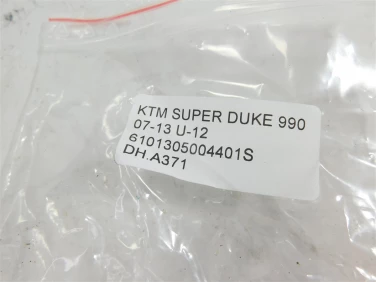 KTM SUPER DUKE 990
07-13 U-12
6101305004401S
DH.A371